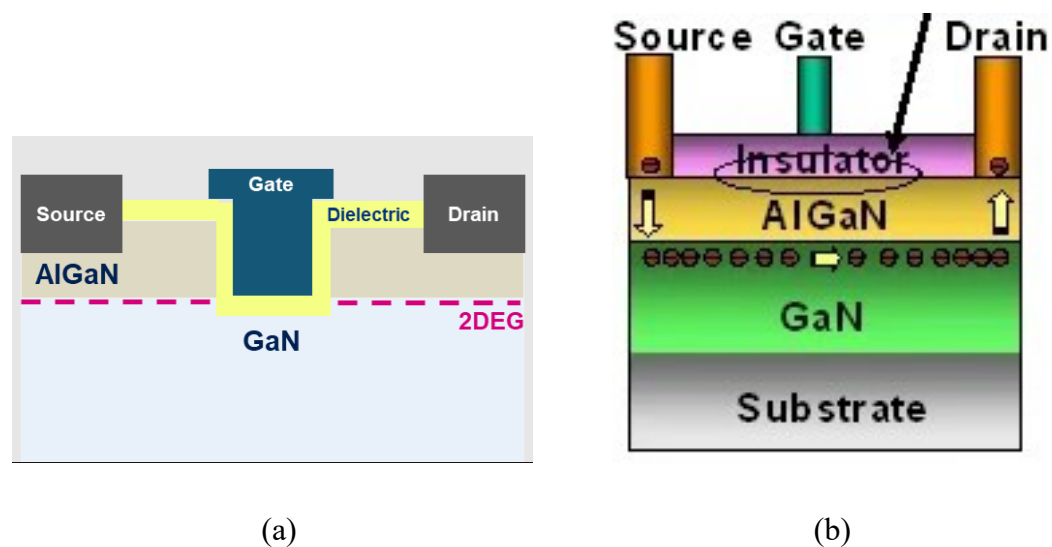 Gate
Source
Dielectric
Drain
AlGaN
2DEG
GaN
(a)
Source Gate Drain
Insulator
AlGaN
GaN
Substrate
(b)